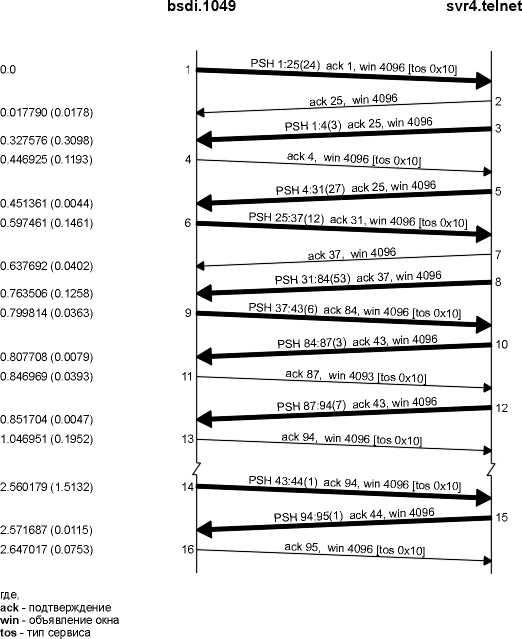 bsdi.1049 svr4.telnet
0.0 1 PSH 1:25(24) ack 1, win 4096 [tos 0x10]
0.017790 (0.0178) ack 25, win 4096 2
0.327576 (0.3098) PSH 1:4(3) ack 25, win 4096 3
0.446925 (0.1193) 4 ack 4, win 4096 [tos 0x10]
0.451361 (0.0044) PSH 4:31(27) ack 25, win 4096 5
0.597461 (0.1461) 6 PSH 25:37(12) ack 31, win 4096 [tos 0x10]
0.637692 (0.0402) ack 37, win 4096 7
0.763506 (0.1258) PSH 31:84(53) ack 37, win 4096 8
0.799814 (0.0363) 9 PSH 37:43(6) ack 84, win 4096 [tos 0x10]
0.807708 (0.0079) PSH 84:87(3) ack 43, win 4096 10
0.846969 (0.0393) 11 ack 87, win 4093 [tos 0x10]
0.851704 (0.0047) PSH 87:94(7) ack 43, win 4096 12
1.046951 (0.1952) 13 ack 94, win 4096 [tos 0x10]
2.560179 (1.5132) 14 PSH 43:44(1) ack 94, win 4096 [tos 0x10]
2.571687 (0.0115) PSH 94:95(1) ack 44, win 4096 15
2.647017 (0.0753) 16 ack 95, win 4096 [tos 0x10]
где,
ack - подтверждение
win - объявление окна
tos - тип сервиса